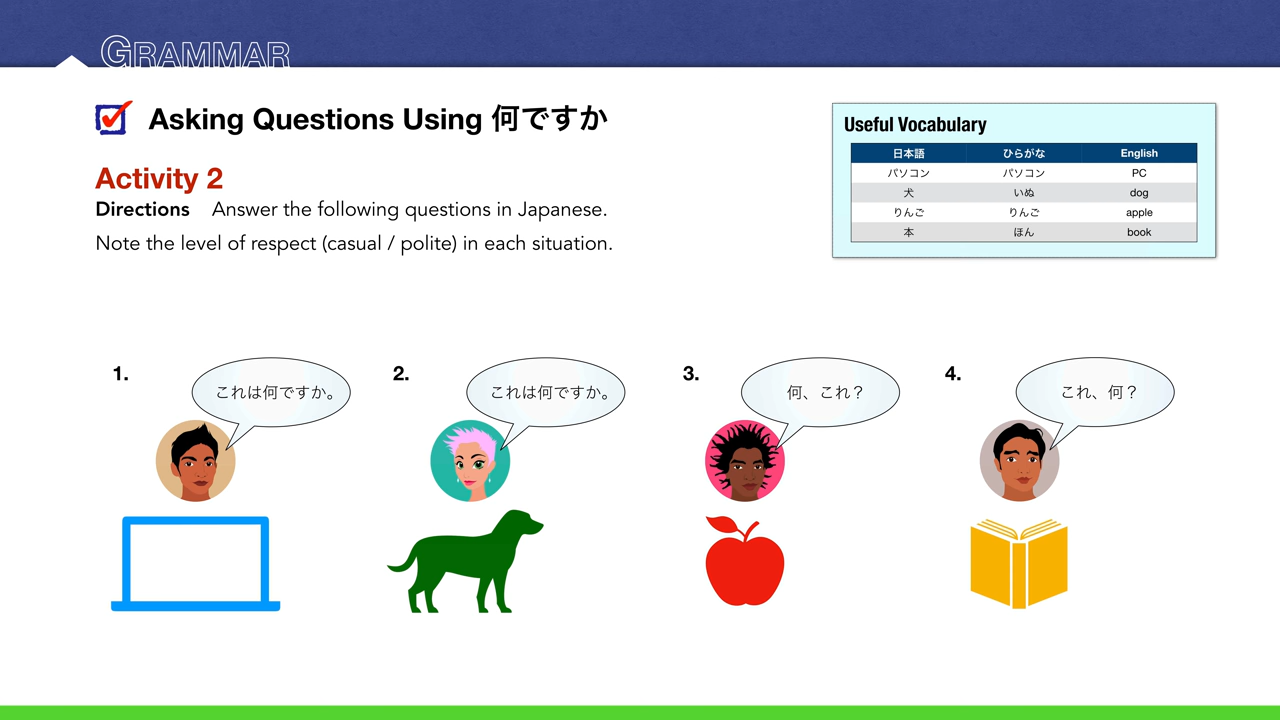 GRAMMAR
Asking Questions Using 何ですか
Activity 2
Directions Answer the following questions in Japanese.
Note the level of respect (casual / polite) in each situation.
Useful Vocabulary
日本語 ひらがな English
パソコン パソコン PC
犬 いぬ dog
りんご りんご apple
本 ほん book
1.
これは何ですか。
2.
これは何ですか。
3.
何、これ？
4.
これ、何？